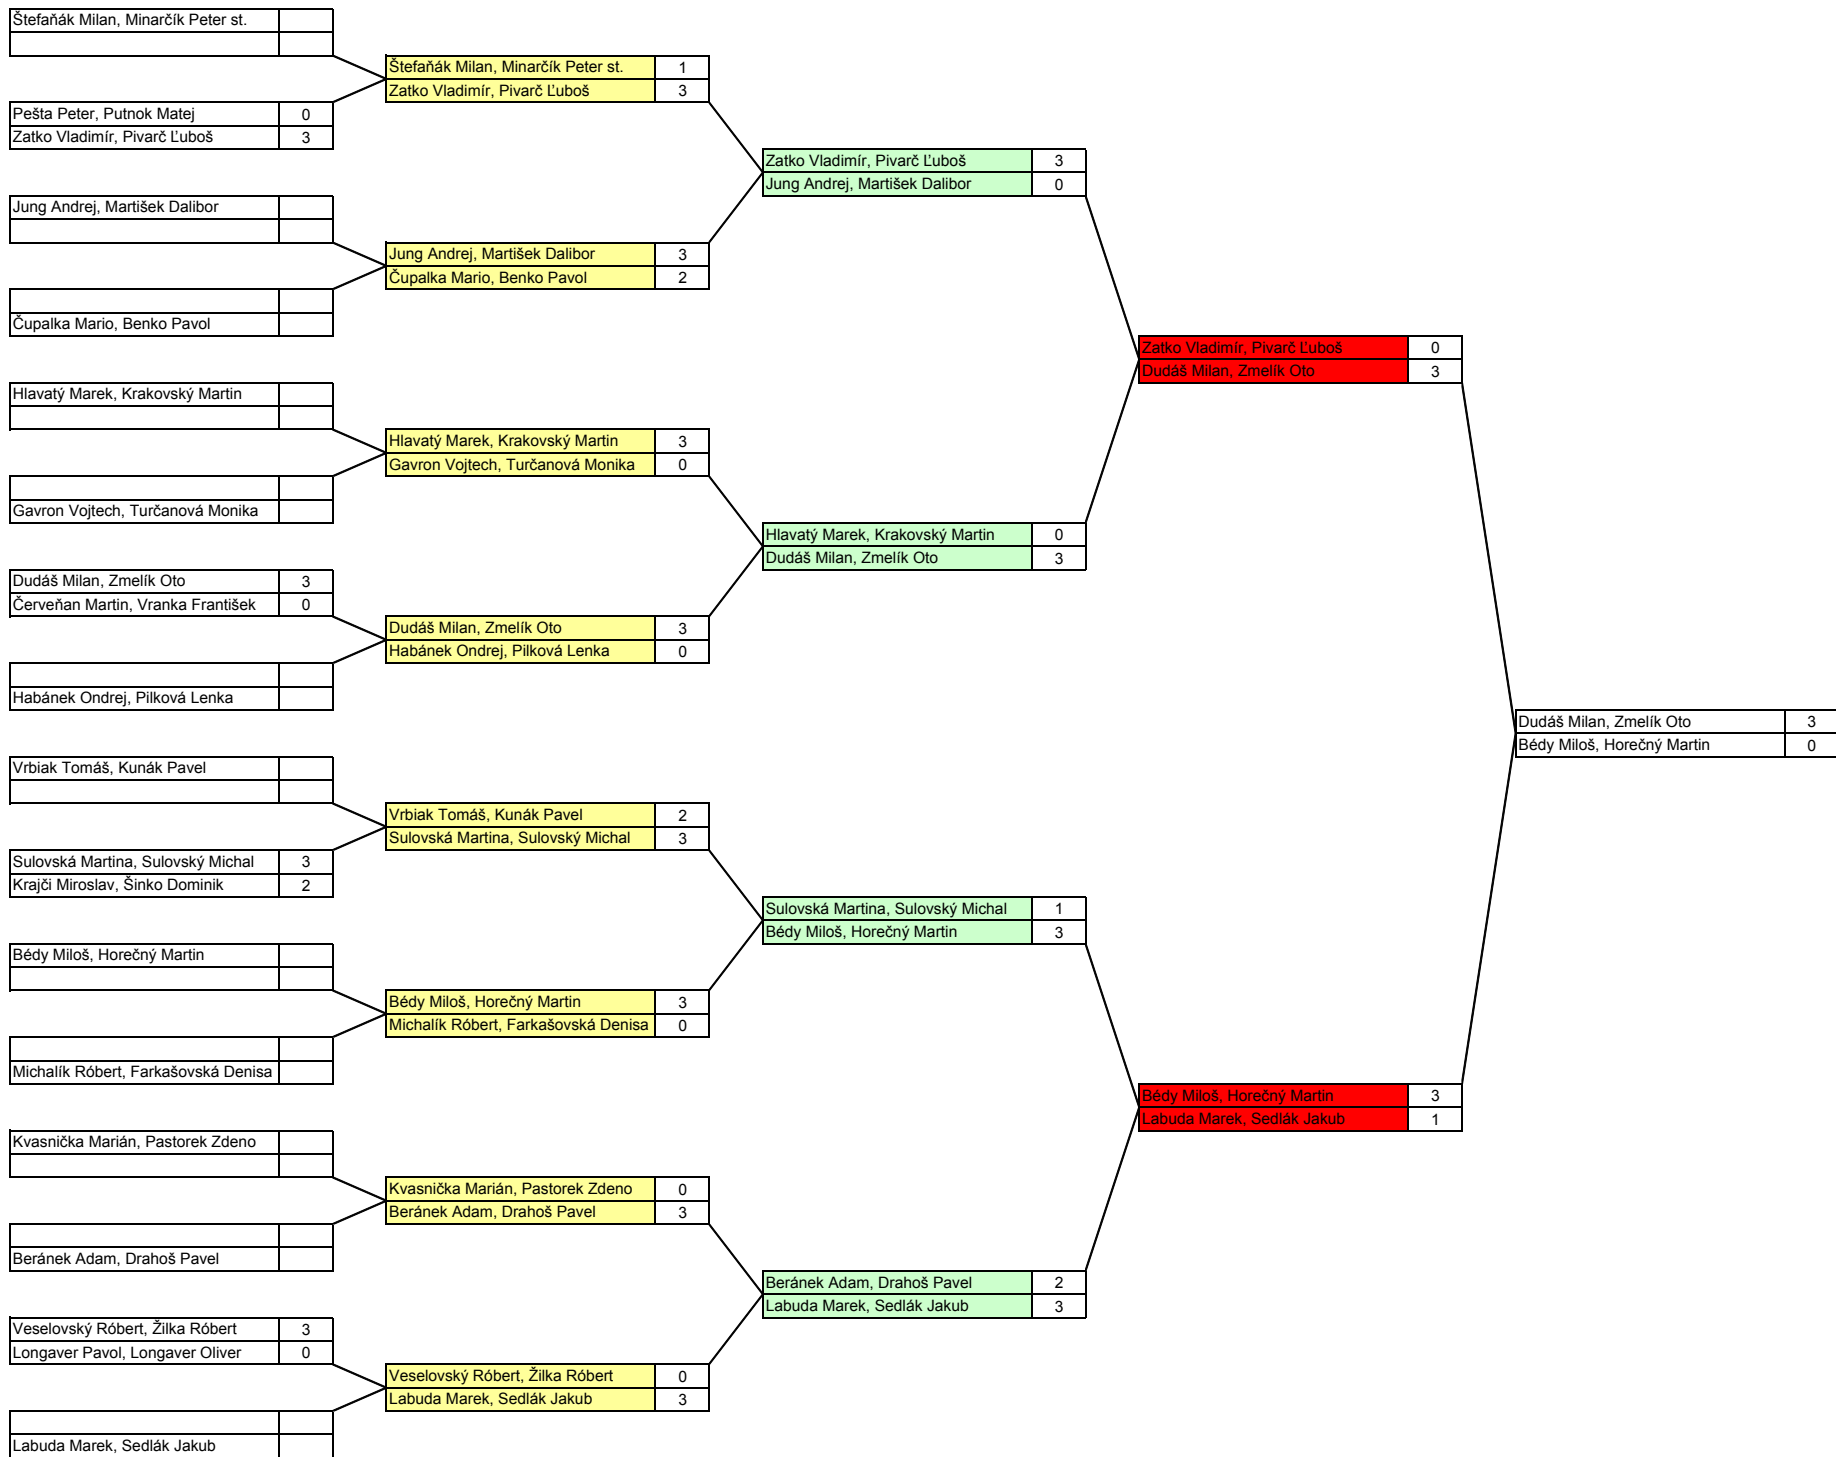 Štefaňák Milan, Minarčík Peter st.
Štefaňák Milan, Minarčík Peter st. 1
Zatko Vladimír, Pivarč Ľuboš 3
Pešta Peter, Putnok Matej 0
Zatko Vladimír, Pivarč Ľuboš 3
Zatko Vladimír, Pivarč Ľuboš 3
Jung Andrej, Martišek Dalibor 0
Jung Andrej, Martišek Dalibor
Jung Andrej, Martišek Dalibor 3
Čupalka Mario, Benko Pavol 2
Čupalka Mario, Benko Pavol
Zatko Vladimír, Pivarč Ľuboš 0
Dudáš Milan, Zmelík Oto 3
Hlavatý Marek, Krakovský Martin
Hlavatý Marek, Krakovský Martin 3
Gavron Vojtech, Turčanová Monika 0
Gavron Vojtech, Turčanová Monika
Hlavatý Marek, Krakovský Martin 0
Dudáš Milan, Zmelík Oto 3
Dudáš Milan, Zmelík Oto 3
Červeňan Martin, Vranka František 0
Dudáš Milan, Zmelík Oto 3
Habánek Ondrej, Pilková Lenka 0
Habánek Ondrej, Pilková Lenka
Dudáš Milan, Zmelík Oto 3
Bédy Miloš, Horečný Martin 0
Vrbiak Tomáš, Kunák Pavel
Vrbiak Tomáš, Kunák Pavel 2
Sulovská Martina, Sulovský Michal 3
Sulovská Martina, Sulovský Michal 3
Krajči Miroslav, Šinko Dominik 2
Sulovská Martina, Sulovský Michal 1
Bédy Miloš, Horečný Martin 3
Bédy Miloš, Horečný Martin
Bédy Miloš, Horečný Martin 3
Michalík Róbert, Farkašovská Denisa 0
Michalík Róbert, Farkašovská Denisa
Bédy Miloš, Horečný Martin 3
Labuda Marek, Sedlák Jakub 1
Kvasnička Marián, Pastorek Zdeno
Kvasnička Marián, Pastorek Zdeno 0
Beránek Adam, Drahoš Pavel 3
Beránek Adam, Drahoš Pavel
Beránek Adam, Drahoš Pavel 2
Labuda Marek, Sedlák Jakub 3
Veselovský Róbert, Žilka Róbert 3
Longaver Pavol, Longaver Oliver 0
Veselovský Róbert, Žilka Róbert 0
Labuda Marek, Sedlák Jakub 3
Labuda Marek, Sedlák Jakub